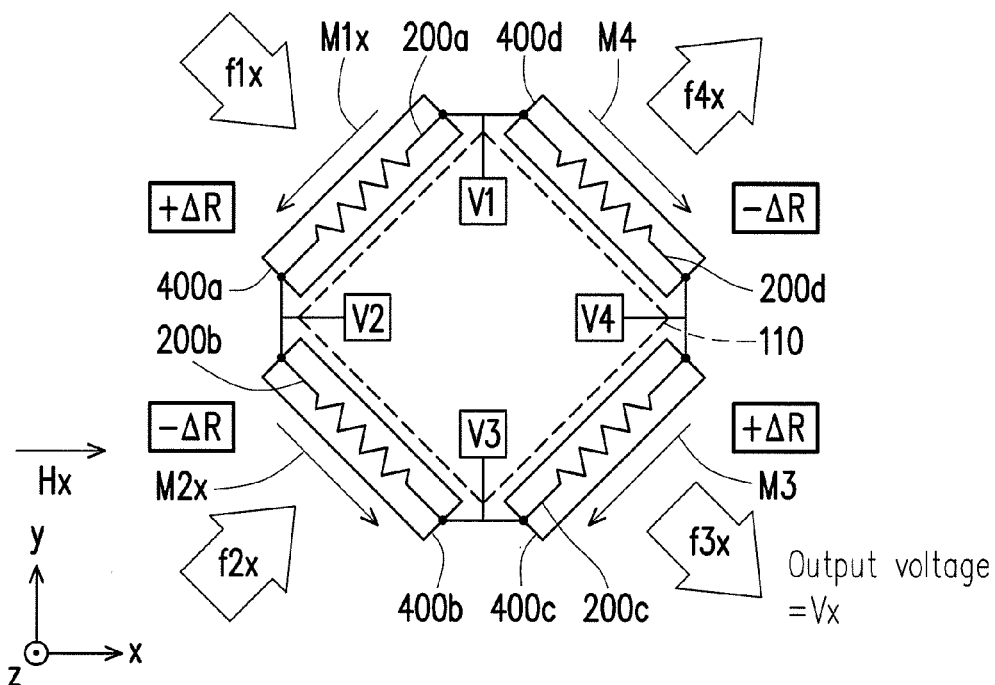 M1x 200a 400d M4
f1x f4x
V1
+ΔR -ΔR
400a 200d
V2 V4
200b 110
V3
-ΔR +ΔR
Hx
M2x M3
f2x f3x
Output voltage
=Vx
400b 400c 200c
y
x
z